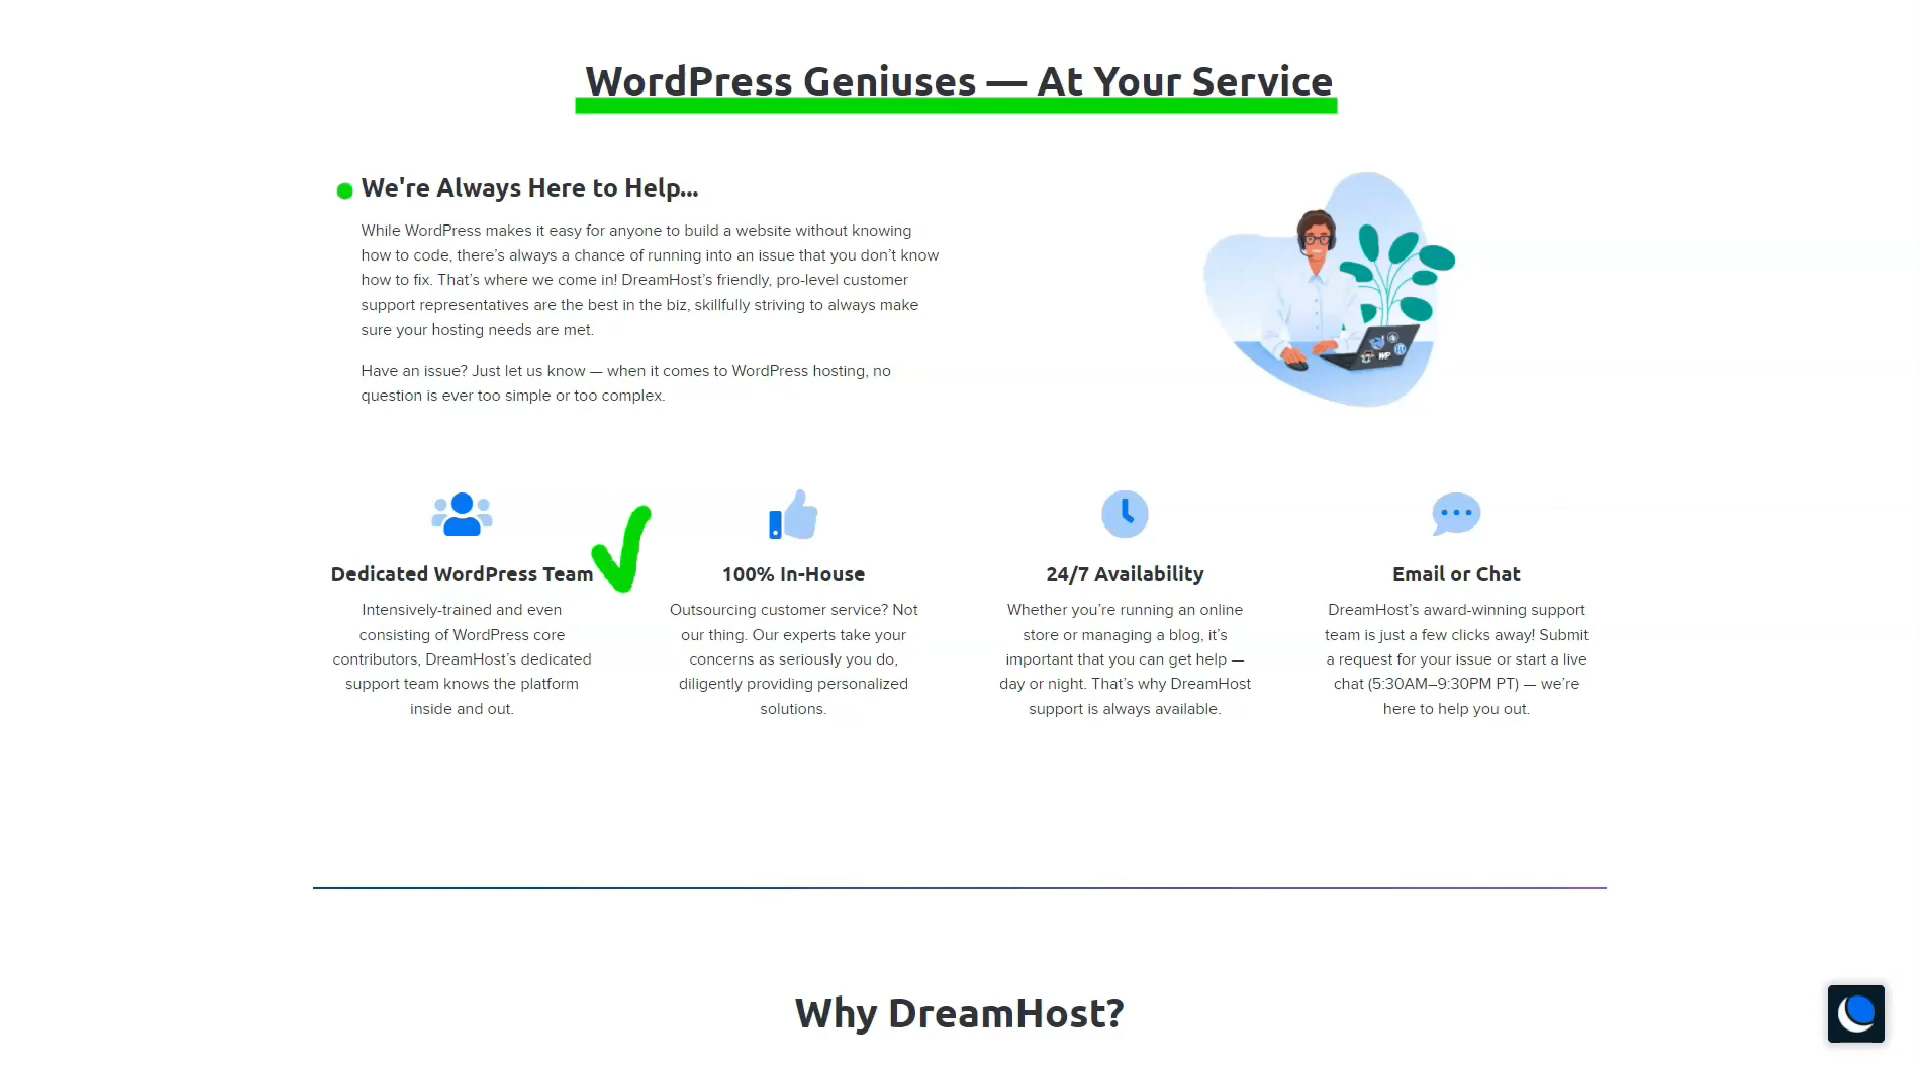 WordPress Geniuses — At Your Service
We're Always Here to Help...
While WordPress makes it easy for anyone to build a website without knowing
how to code, there’s always a chance of running into an issue that you don’t know
how to fix. That’s where we come in! DreamHost’s friendly, pro-level customer
support representatives are the best in the biz, skillfully striving to always make
sure your hosting needs are met.
Have an issue? Just let us know — when it comes to WordPress hosting, no
question is ever too simple or too complex.
Dedicated WordPress Team
Intensively-trained and even
consisting of WordPress core
contributors, DreamHost’s dedicated
support team knows the platform
inside and out.
100% In-House
Outsourcing customer service? Not
our thing. Our experts take your
concerns as seriously you do,
diligently providing personalized
solutions.
24/7 Availability
Whether you’re running an online
store or managing a blog, it’s
important that you can get help —
day or night. That’s why DreamHost
support is always available.
Email or Chat
DreamHost’s award-winning support
team is just a few clicks away! Submit
a request for your issue or start a live
chat (5:30AM–9:30PM PT) — we’re
here to help you out.
Why DreamHost?